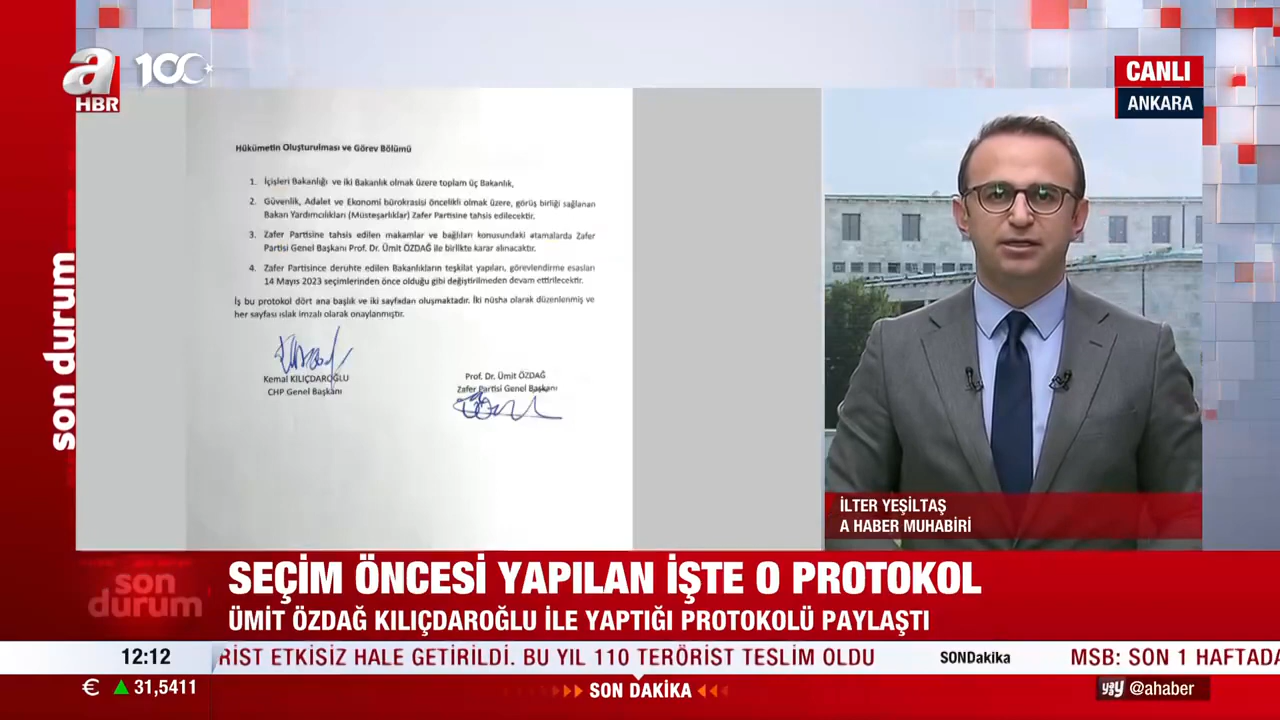 a
HBR
100
CANLI
ANKARA
son durum
Hükümetin Oluşturulması ve Görev Bölümü
1. İçişleri Bakanlığı ve iki Bakanlık olmak üzere toplam üç Bakanlık,
2. Güvenlik, Adalet ve Ekonomi bürokrasisi öncelikli olmak üzere, görüş birliği sağlanan
Bakan Yardımcılıkları (Müsteşarlıklar) Zafer Partisine tahsis edilecektir.
3. Zafer Partisine tahsis edilen makamlar ve bağlıları konusundaki atamalarda Zafer
Partisi Genel Başkanı Prof. Dr. Ümit ÖZDAĞ ile birlikte karar alınacaktır.
4. Zafer Partisince deruhte edilen Bakanlıkların teşkilat yapıları, görevlendirme esasları
14 Mayıs 2023 seçimlerinden önce olduğu gibi değiştirilmeden devam ettirilecektir.
İş bu protokol dört ana başlık ve iki sayfadan oluşmaktadır. İki nüsha olarak düzenlenmiş ve
her sayfası ıslak imzalı olarak onaylanmıştır.
Kemal KILIÇDAROĞLU
CHP Genel Başkanı
Prof. Dr. Ümit ÖZDAĞ
Zafer Partisi Genel Başkanı
İLTER YEŞİLTAŞ
A HABER MUHABİRİ
son
durum
SEÇİM ÖNCESİ YAPILAN İŞTE O PROTOKOL
ÜMİT ÖZDAĞ KILIÇDAROĞLU İLE YAPTIĞI PROTOKOLÜ PAYLAŞTI
12:12
RİST ETKİSİZ HALE GETİRİLDİ. BU YIL 110 TERÖRİST TESLİM OLDU
SONDakika
MSB: SON 1 HAFTADA
€ ▲ 31,5411
SON DAKİKA
yay @ahaber